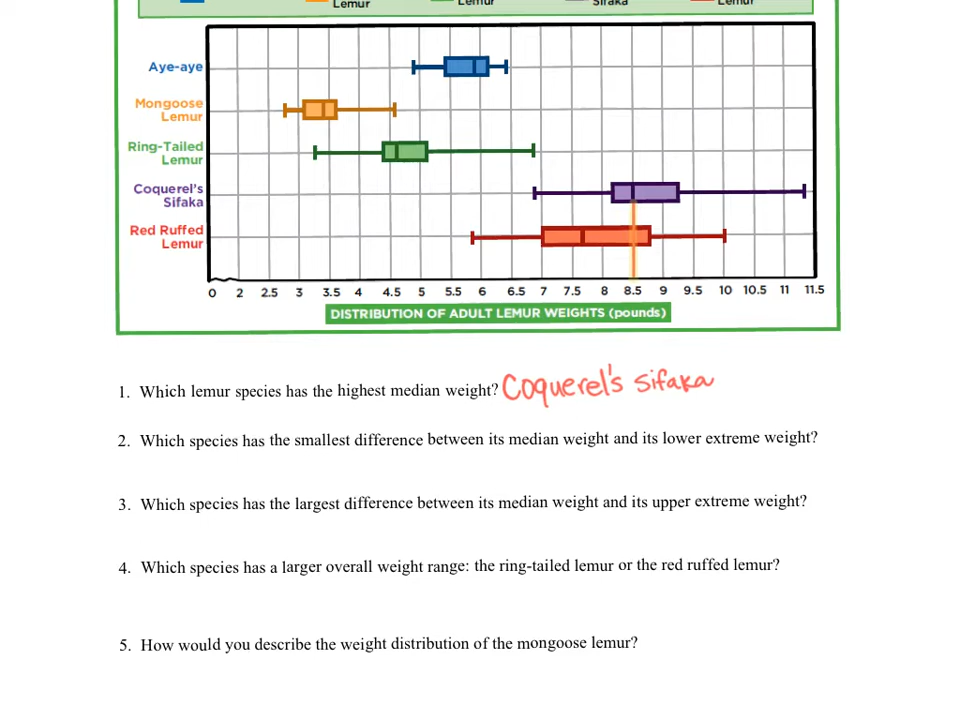 Lemur Lemur Sifaka Lemur
Aye-aye
Mongoose
Lemur
Ring-Tailed
Lemur
Coquerel's
Sifaka
Red Ruffed
Lemur
0 2 2.5 3 3.5 4 4.5 5 5.5 6 6.5 7 7.5 8 8.5 9 9.5 10 10.5 11 11.5
DISTRIBUTION OF ADULT LEMUR WEIGHTS (pounds)
1. Which lemur species has the highest median weight? Coquerel's Sifaka
2. Which species has the smallest difference between its median weight and its lower extreme weight?
3. Which species has the largest difference between its median weight and its upper extreme weight?
4. Which species has a larger overall weight range: the ring-tailed lemur or the red ruffed lemur?
5. How would you describe the weight distribution of the mongoose lemur?